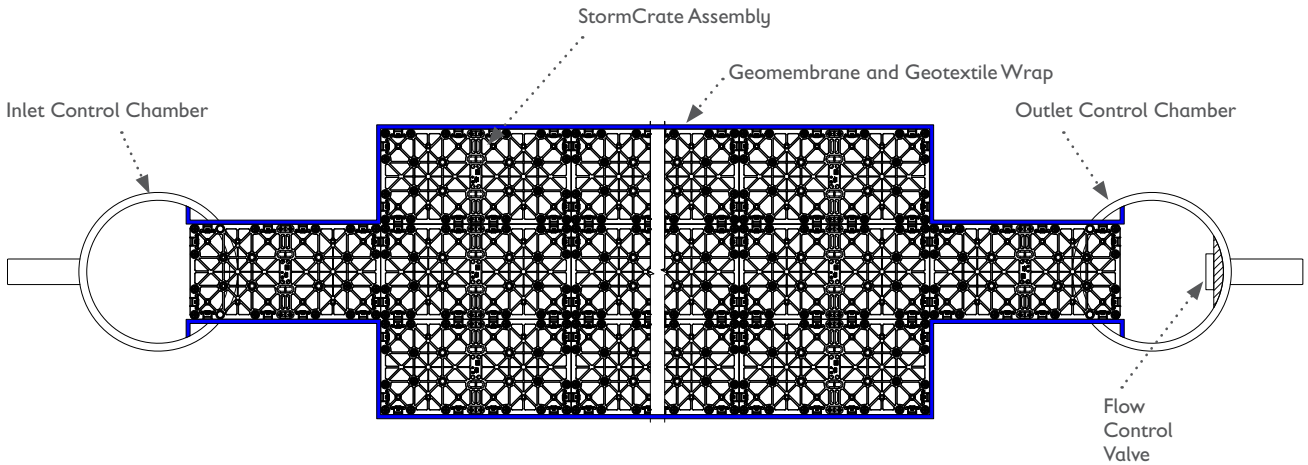 StormCrate Assembly
Geomembrane and Geotextile Wrap
Inlet Control Chamber
Outlet Control Chamber
Flow
Control
Valve